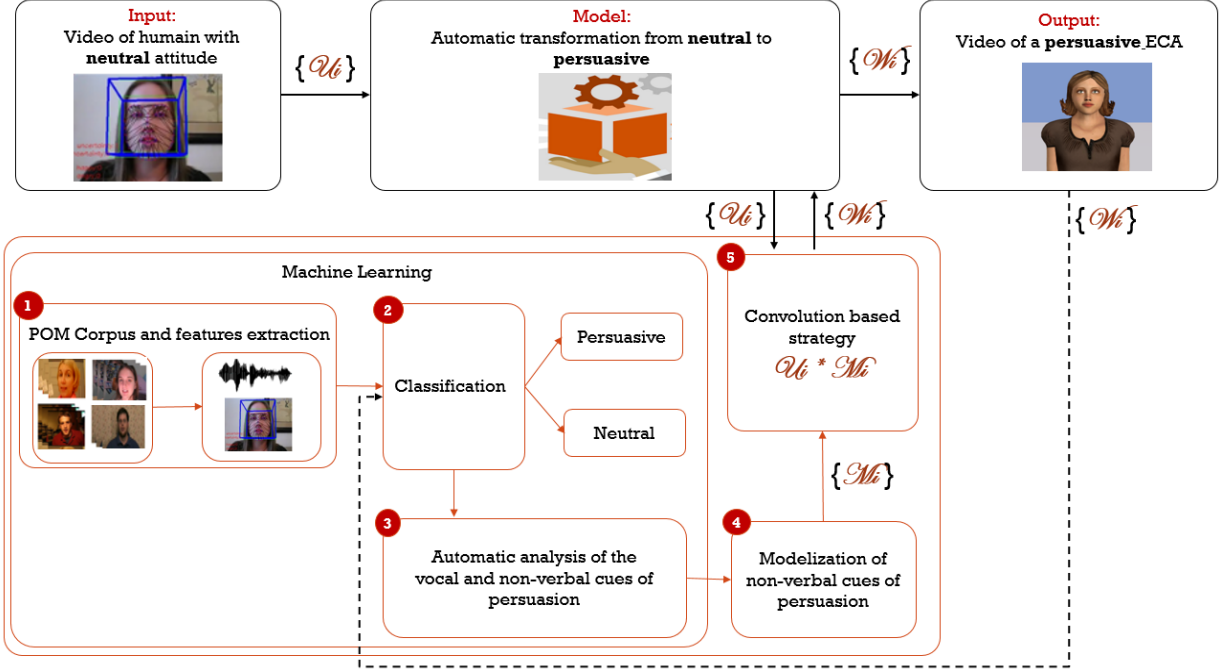 Input:
Video of humain with
neutral attitude
{Ui}
Model:
Automatic transformation from neutral to
persuasive
{Wi}
Output:
Video of a persuasive ECA
{Ui}
{Wi}
{Wi}
Machine Learning
1
POM Corpus and features extraction
2
Classification
Persuasive
Neutral
3
Automatic analysis of the
vocal and non-verbal cues of
persuasion
4
Modelization of
non-verbal cues of
persuasion
{Mi}
5
Convolution based
strategy
Ui * Mi